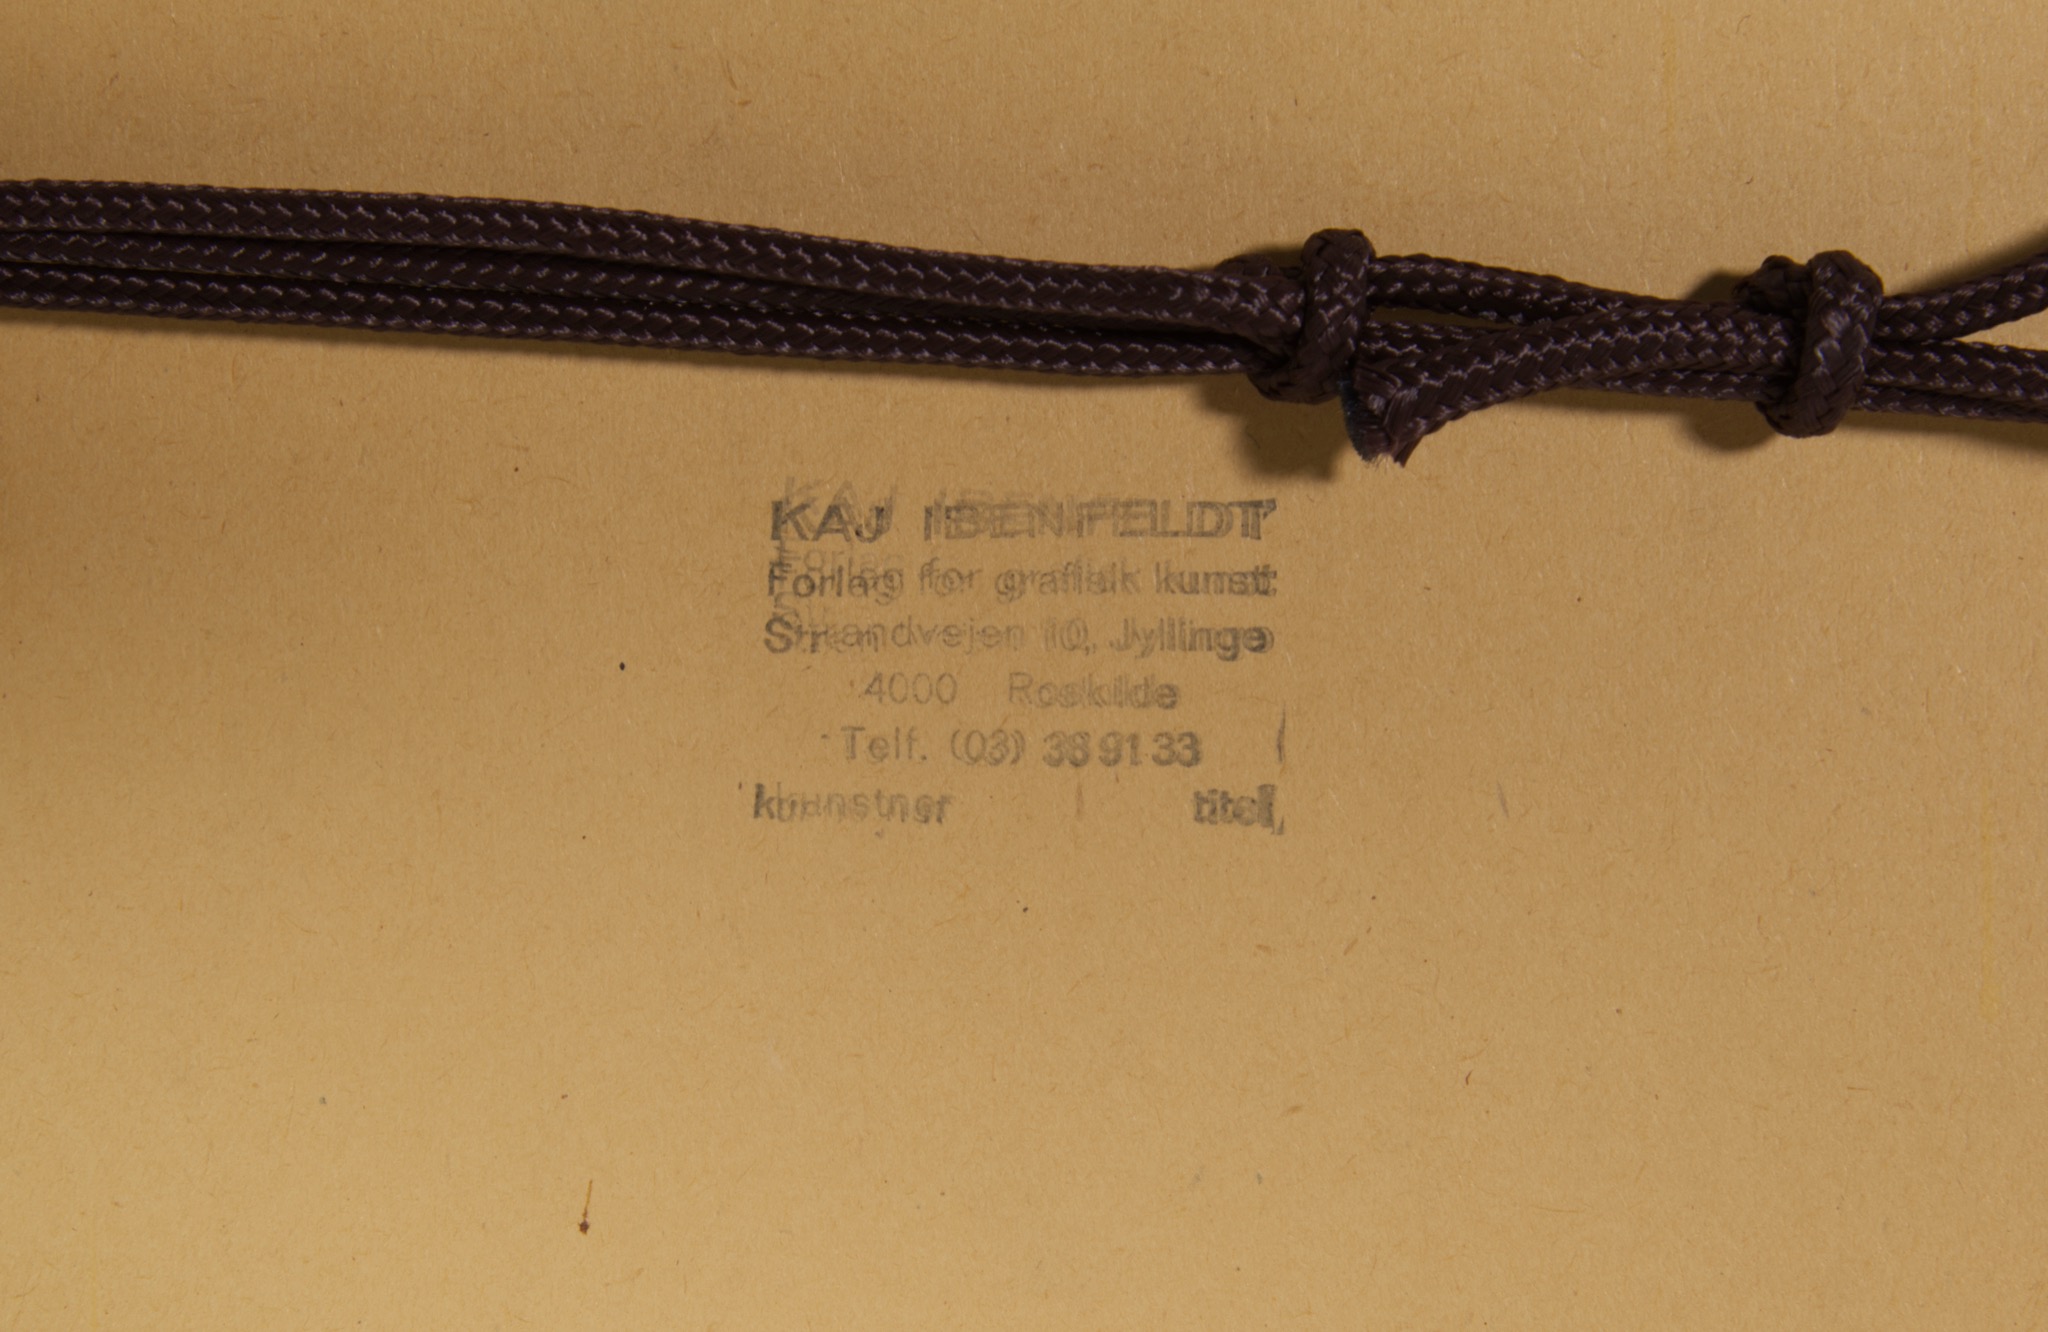 KAJ IBENFELDT
Forlag for grafisk kunst
Strandvejen 10, Jyllinge
4000 Roskilde
Telf. (03) 38 91 33
kunstner titel